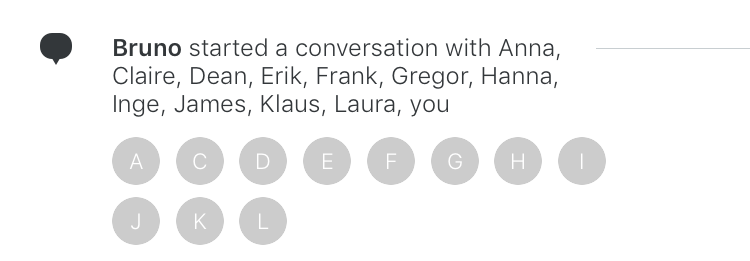 Bruno started a conversation with Anna,
Claire, Dean, Erik, Frank, Gregor, Hanna,
Inge, James, Klaus, Laura, you
A C D E F G H I
J K L